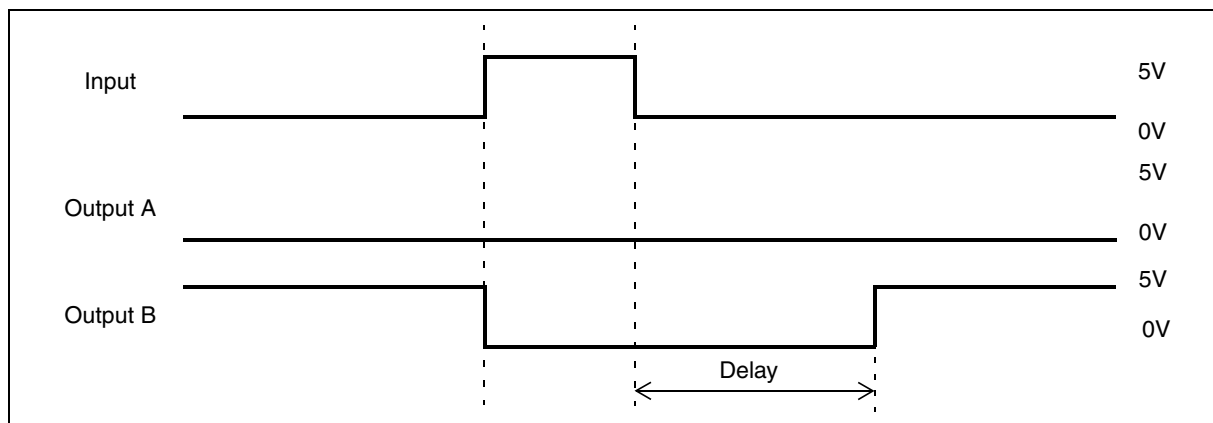 Input
5V
0V
Output A
5V
0V
Output B
5V
0V
Delay